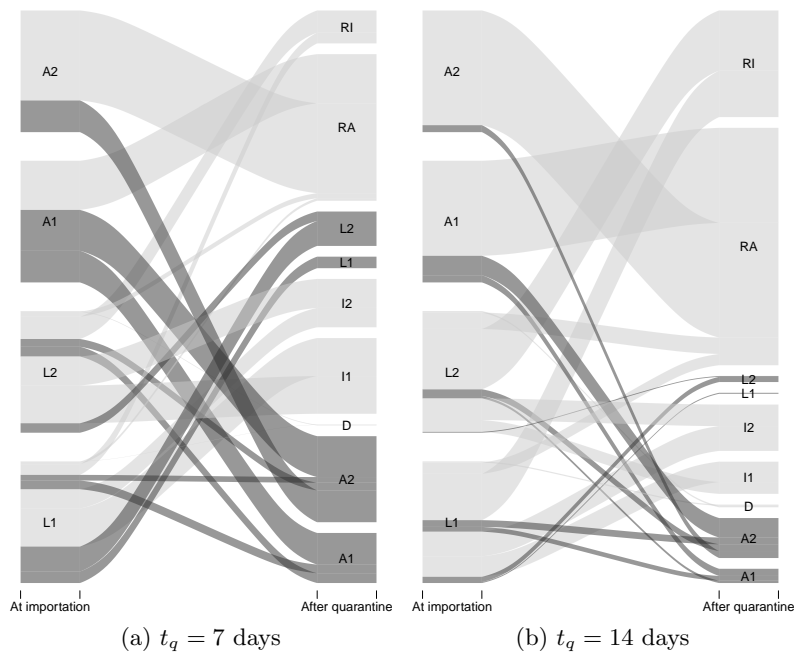 A2
A1
L2
L1
RI
RA
L2
L1
I2
I1
D
A2
A1
At importation
After quarantine
(a) t_q = 7 days
A2
A1
L2
L1
RI
RA
L2
L1
I2
I1
D
A2
A1
At importation
After quarantine
(b) t_q = 14 days